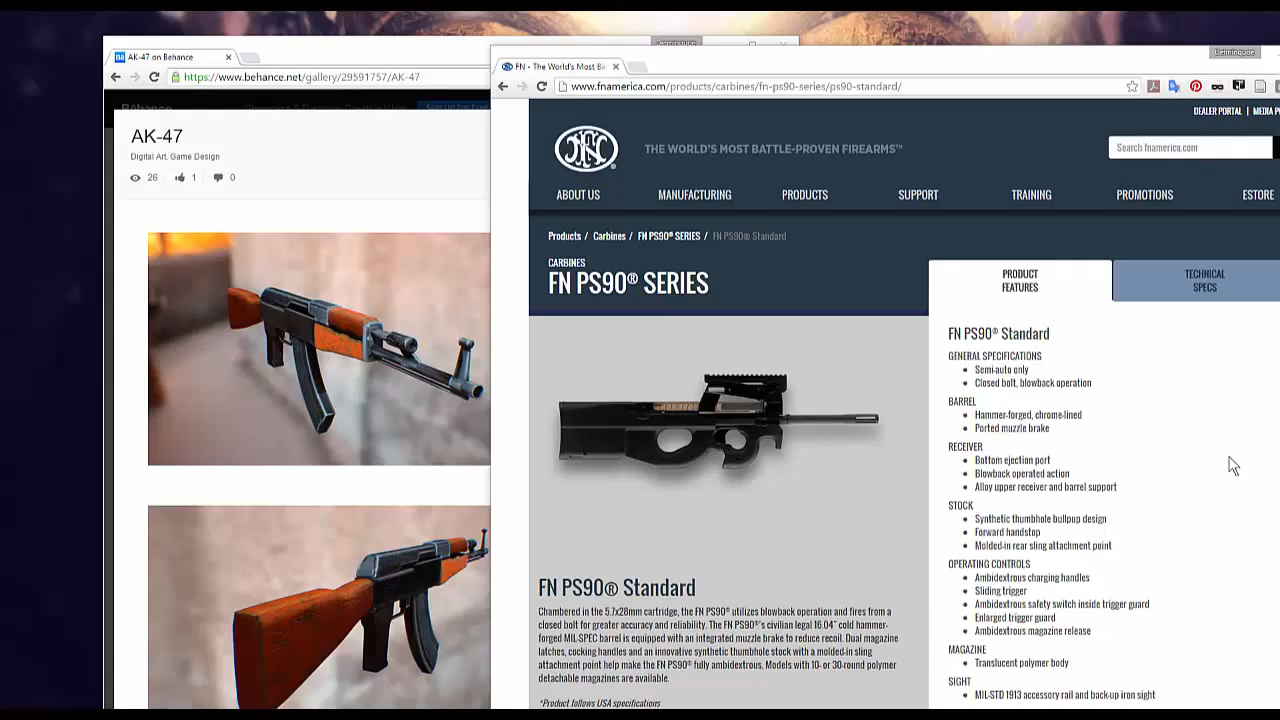 Delminquoe
AK-47 on Behance
https://www.behance.net/gallery/29591757/AK-47
Bēhance
Sign Up For Free
AK-47
Digital Art, Game Design
26
1
0
Delminquoe
FN - The World's Most Ba
www.fnamerica.com/products/carbines/fn-ps90-series/ps90-standard/
DEALER PORTAL | MEDIA P
FN
THE WORLD'S MOST BATTLE-PROVEN FIREARMS™
Search fnamerica.com
ABOUT US MANUFACTURING PRODUCTS SUPPORT TRAINING PROMOTIONS ESTORE
Products / Carbines / FN PS90® SERIES / FN PS90® Standard
CARBINES
FN PS90® SERIES
PRODUCT
FEATURES
TECHNICAL
SPECS
FN PS90® Standard
GENERAL SPECIFICATIONS
Semi-auto only
Closed bolt, blowback operation
BARREL
Hammer-forged, chrome-lined
Ported muzzle brake
RECEIVER
Bottom ejection port
Blowback operated action
Alloy upper receiver and barrel support
STOCK
Synthetic thumbhole bullpup design
Forward handstop
Molded-in rear sling attachment point
OPERATING CONTROLS
Ambidextrous charging handles
Sliding trigger
Ambidextrous safety switch inside trigger guard
Enlarged trigger guard
Ambidextrous magazine release
MAGAZINE
Translucent polymer body
SIGHT
MIL-STD 1913 accessory rail and back-up iron sight
FN PS90® Standard
Chambered in the 5.7x28mm cartridge, the FN PS90® utilizes blowback operation and fires from a
closed bolt for greater accuracy and reliability. The FN PS90®'s civilian legal 16.04" cold hammer-
forged MIL-SPEC barrel is equipped with an integrated muzzle brake to reduce recoil. Dual magazine
latches, cocking handles and an innovative synthetic thumbhole stock with a molded-in sling
attachment point help make the FN PS90® fully ambidextrous. Models with 10- or 30-round polymer
detachable magazines are available.
*Product follows USA specifications